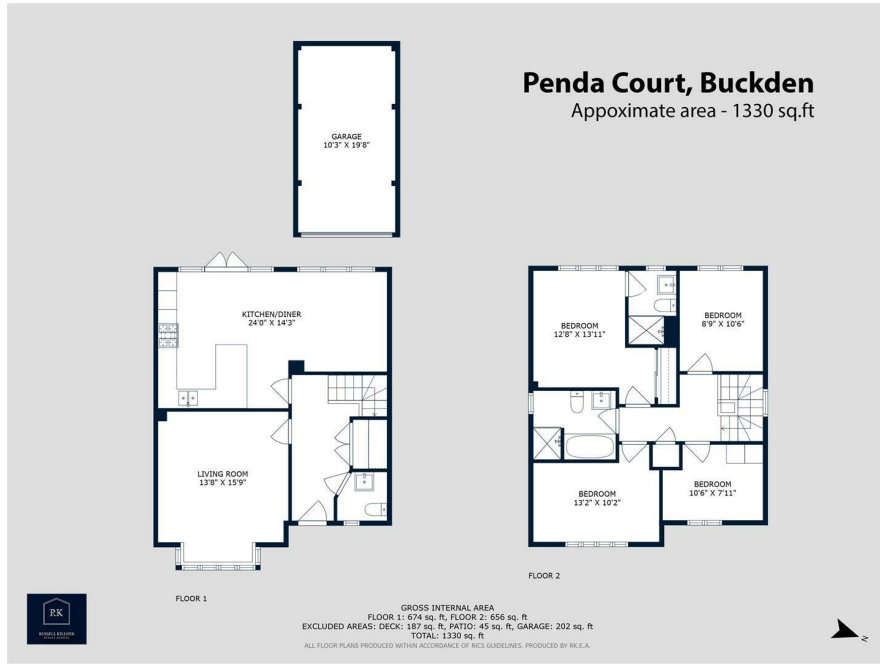 Penda Court, Buckden
Appoximate area - 1330 sq.ft
GARAGE
10'3" X 19'8"
KITCHEN/DINER
24'0" X 14'3"
LIVING ROOM
13'8" X 15'9"
FLOOR 1
BEDROOM
12'8" X 13'11"
BEDROOM
8'9" X 10'6"
BEDROOM
13'2" X 10'2"
BEDROOM
10'6" X 7'11"
FLOOR 2
RK
RUSSELL KELLNER
ESTATE AGENTS
GROSS INTERNAL AREA
FLOOR 1: 674 sq. ft, FLOOR 2: 656 sq. ft
EXCLUDED AREAS: DECK: 187 sq. ft, PATIO: 45 sq. ft, GARAGE: 202 sq. ft
TOTAL: 1330 sq. ft
ALL FLOOR PLANS PRODUCED WITHIN ACCORDANCE OF RICS GUIDELINES. PRODUCED BY RK.E.A.
N